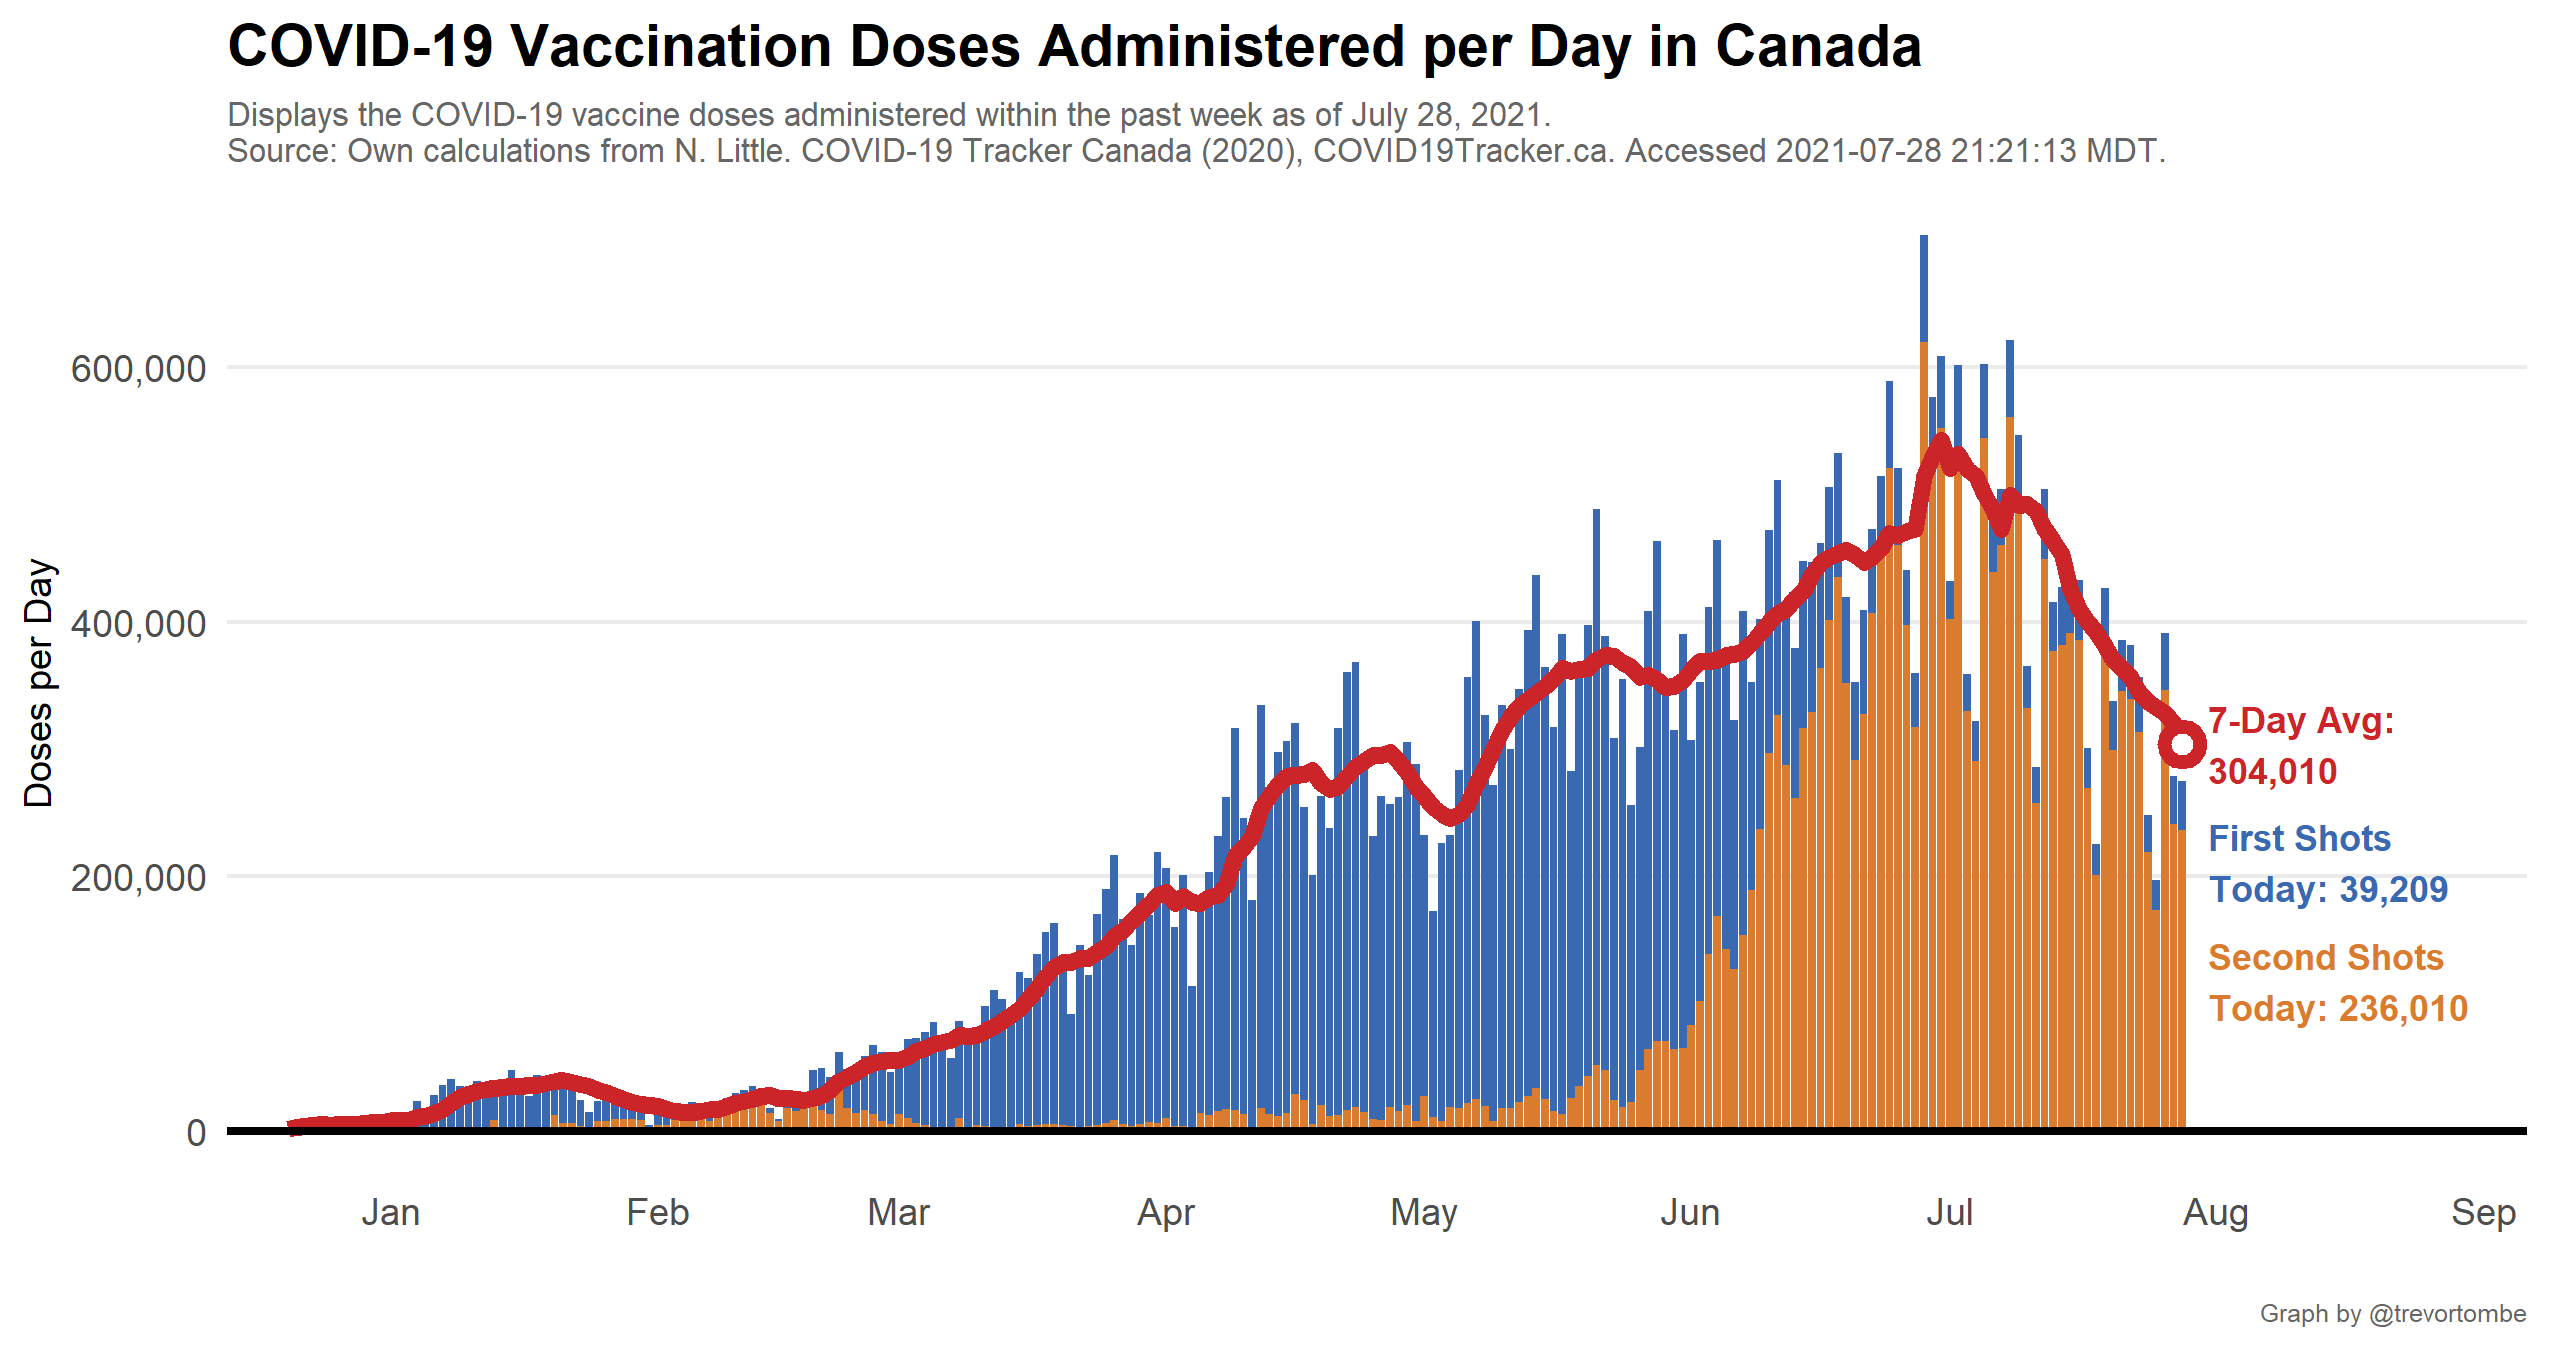 COVID-19 Vaccination Doses Administered per Day in Canada
Displays the COVID-19 vaccine doses administered within the past week as of July 28, 2021.
Source: Own calculations from N. Little. COVID-19 Tracker Canada (2020), COVID19Tracker.ca. Accessed 2021-07-28 21:21:13 MDT.
Doses per Day
600,000
400,000
200,000
0
7-Day Avg:
304,010
First Shots
Today: 39,209
Second Shots
Today: 236,010
Jan Feb Mar Apr May Jun Jul Aug Sep
Graph by @trevortombe